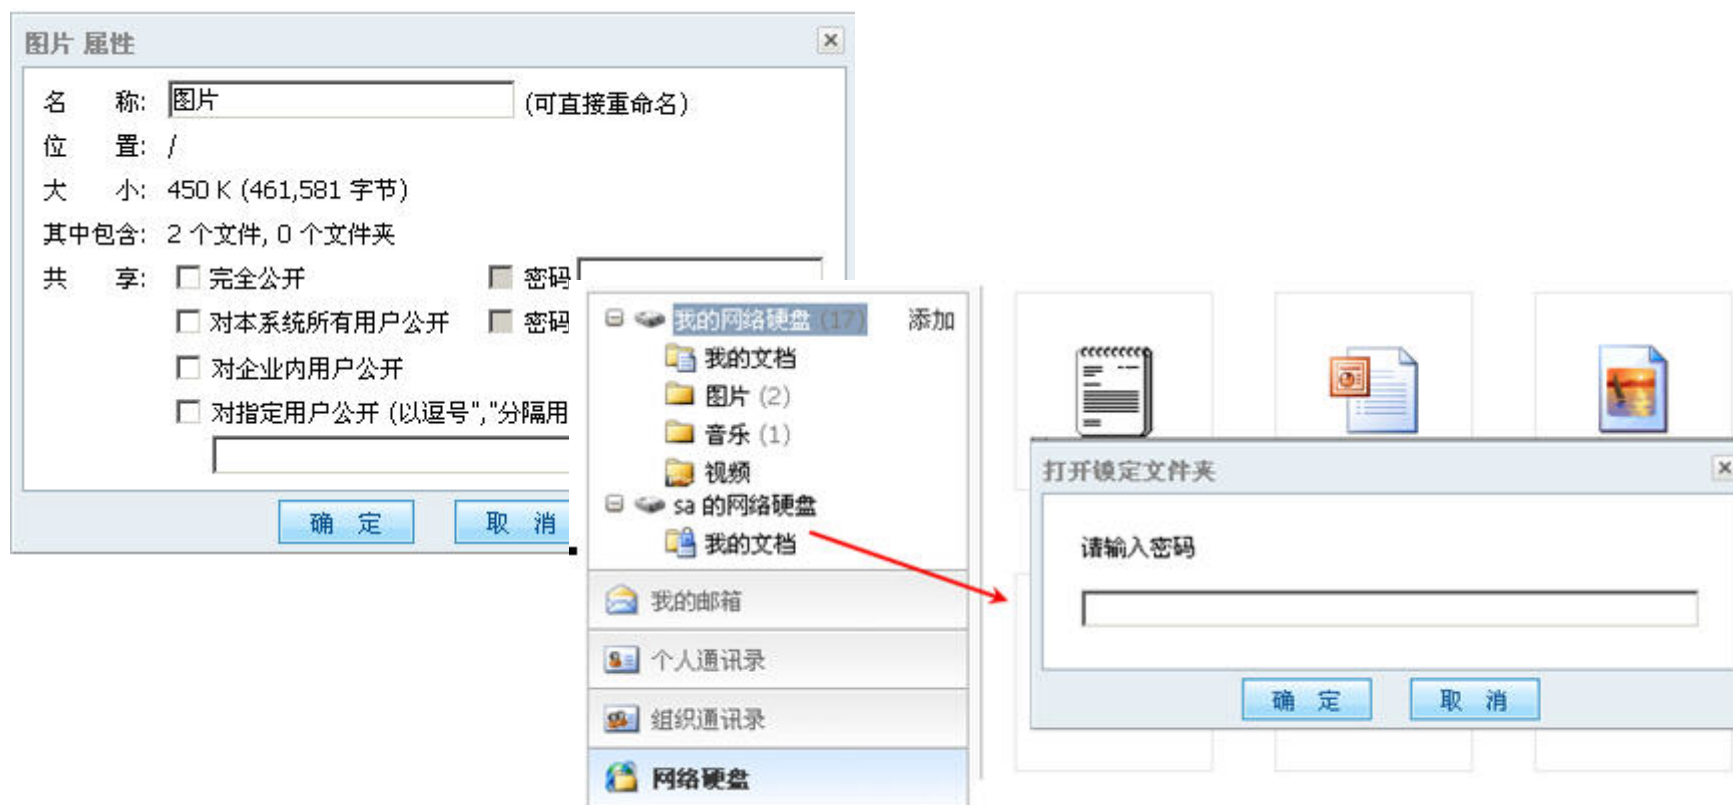 图片 属性
名 称: 图片 (可直接重命名)
位 置: /
大 小: 450 K (461,581 字节)
其中包含: 2 个文件, 0 个文件夹
共 享: 完全公开 密码
对本系统所有用户公开 密码
对企业内用户公开
对指定用户公开 (以逗号","分隔用
确 定 取 消
我的网络硬盘 (17) 添加
我的文档
图片 (2)
音乐 (1)
视频
sa 的网络硬盘
我的文档
我的邮箱
个人通讯录
组织通讯录
网络硬盘
打开锁定文件夹
请输入密码
确 定 取 消